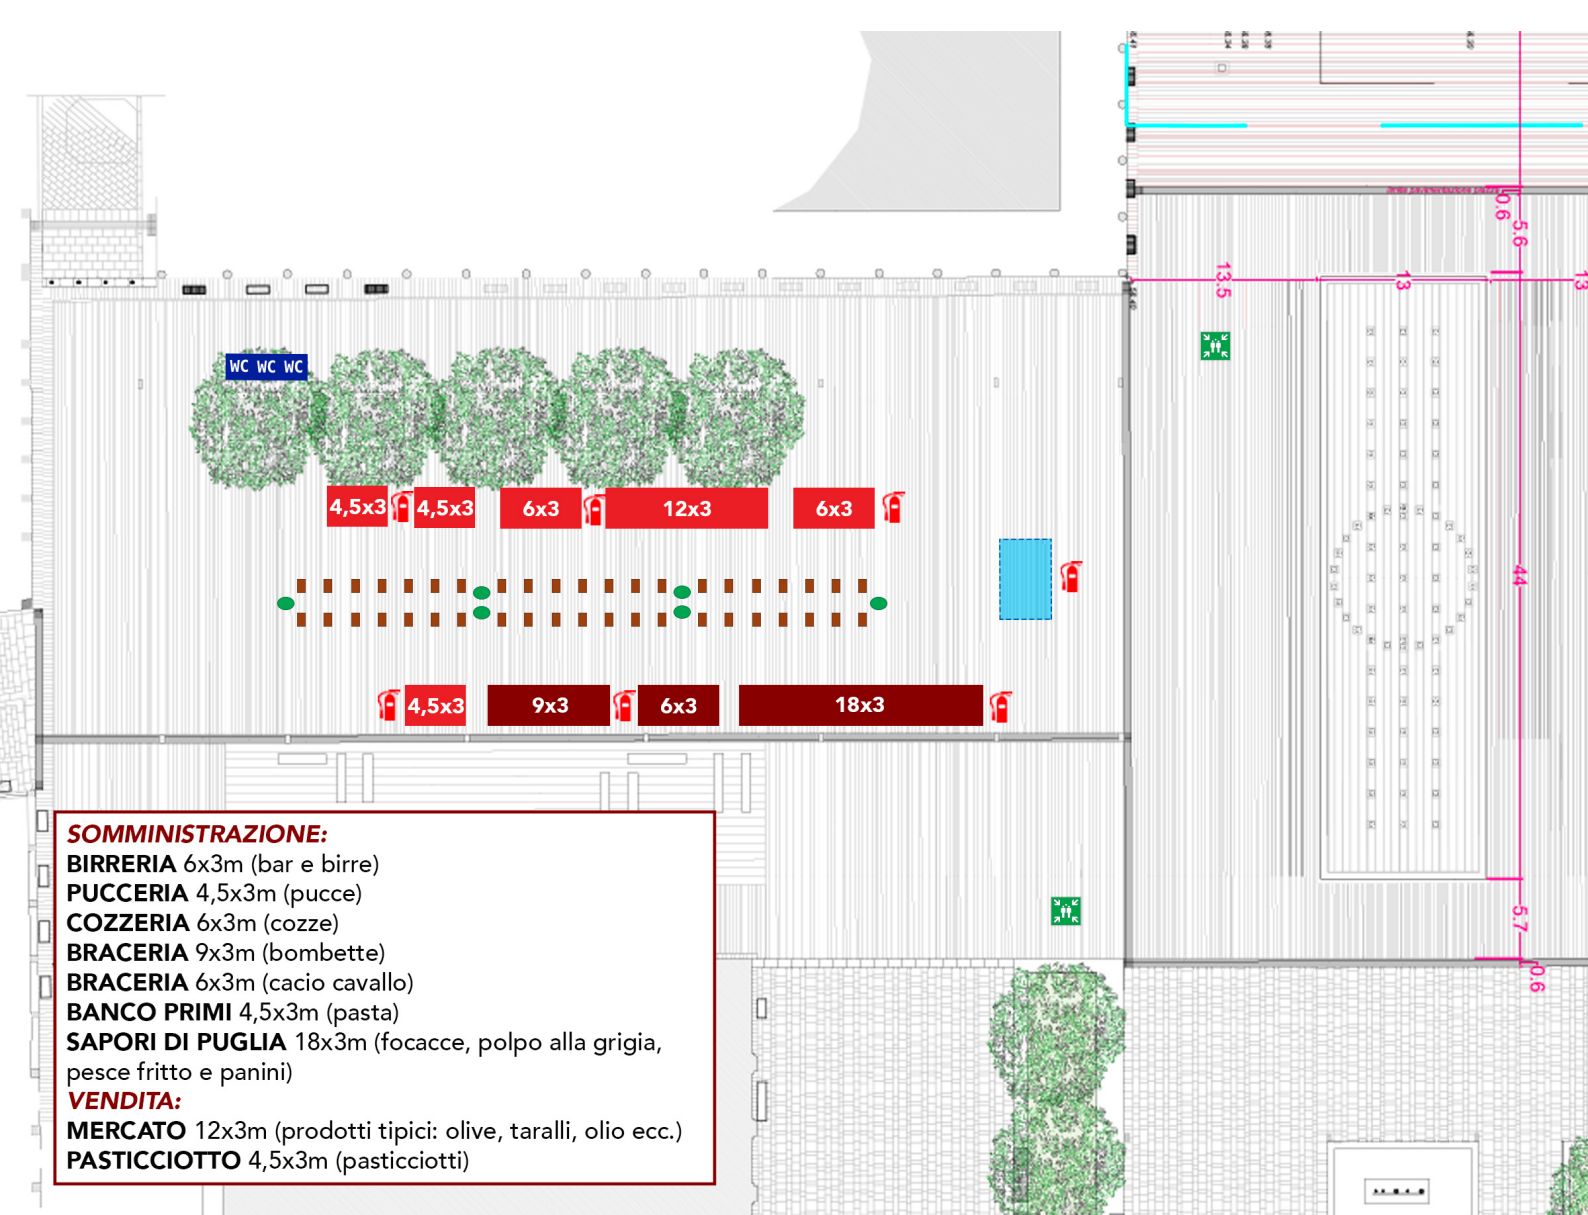 0.6
5.6
13.5
13
13
WC WC WC
4,5x3
4,5x3
6x3
12x3
6x3
44
4,5x3
9x3
6x3
18x3
5.7
0.6
SOMMINISTRAZIONE:
BIRRERIA 6x3m (bar e birre)
PUCCERIA 4,5x3m (pucce)
COZZERIA 6x3m (cozze)
BRACERIA 9x3m (bombette)
BRACERIA 6x3m (cacio cavallo)
BANCO PRIMI 4,5x3m (pasta)
SAPORI DI PUGLIA 18x3m (focacce, polpo alla grigia,
pesce fritto e panini)
VENDITA:
MERCATO 12x3m (prodotti tipici: olive, taralli, olio ecc.)
PASTICCIOTTO 4,5x3m (pasticciotti)